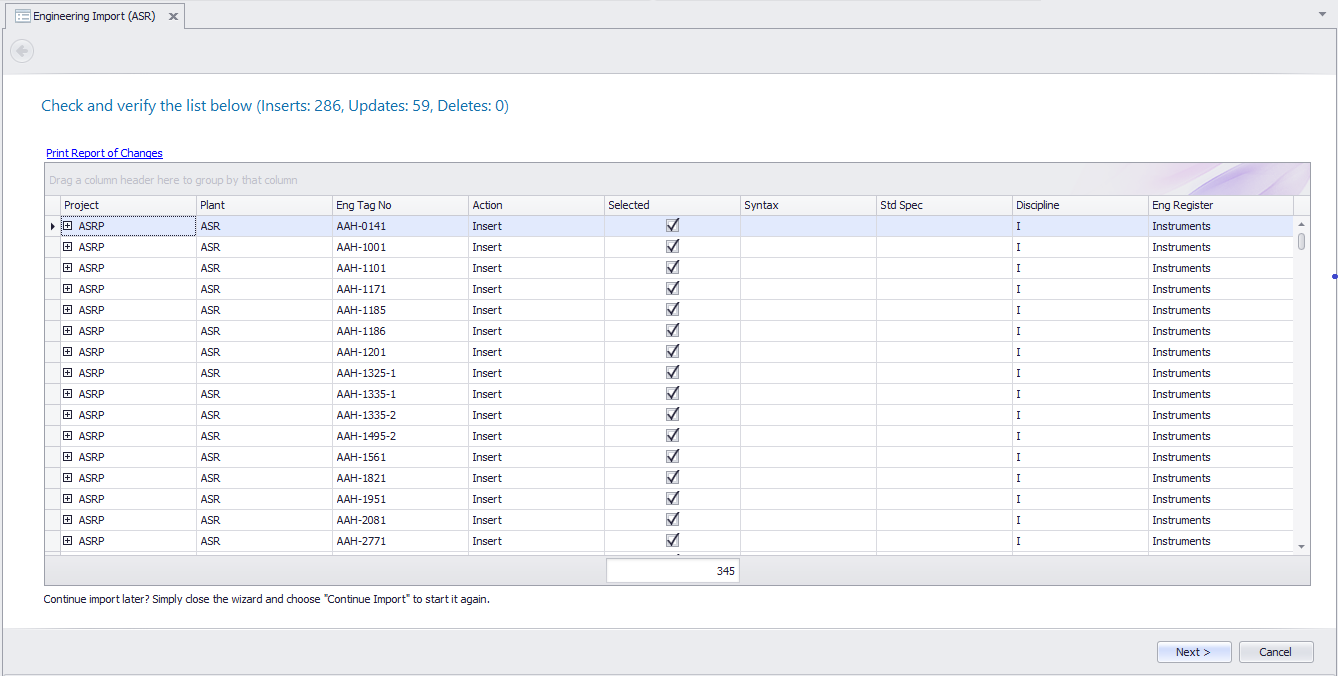 Engineering Import (ASR)
Check and verify the list below (Inserts: 286, Updates: 59, Deletes: 0)
Print Report of Changes
Drag a column header here to group by that column
Project Plant Eng Tag No Action Selected Syntax Std Spec Discipline Eng Register
ASRP ASR AAH-0141 Insert I Instruments
ASRP ASR AAH-1001 Insert I Instruments
ASRP ASR AAH-1101 Insert I Instruments
ASRP ASR AAH-1171 Insert I Instruments
ASRP ASR AAH-1185 Insert I Instruments
ASRP ASR AAH-1186 Insert I Instruments
ASRP ASR AAH-1201 Insert I Instruments
ASRP ASR AAH-1325-1 Insert I Instruments
ASRP ASR AAH-1335-1 Insert I Instruments
ASRP ASR AAH-1335-2 Insert I Instruments
ASRP ASR AAH-1495-2 Insert I Instruments
ASRP ASR AAH-1561 Insert I Instruments
ASRP ASR AAH-1821 Insert I Instruments
ASRP ASR AAH-1951 Insert I Instruments
ASRP ASR AAH-2081 Insert I Instruments
ASRP ASR AAH-2771 Insert I Instruments
345
Continue import later? Simply close the wizard and choose "Continue Import" to start it again.
Next > Cancel